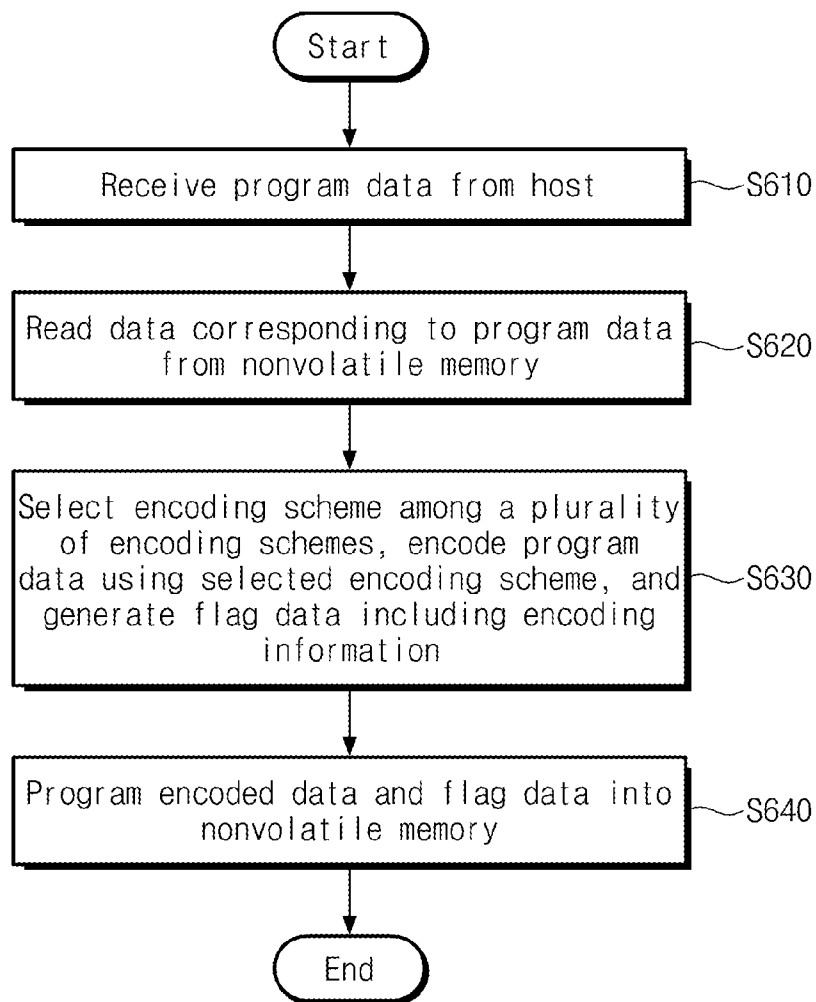 Start
Receive program data from host
S610
Read data corresponding to program data
from nonvolatile memory
S620
Select encoding scheme among a plurality
of encoding schemes, encode program
data using selected encoding scheme, and
generate flag data including encoding
information
S630
Program encoded data and flag data into
nonvolatile memory
S640
End